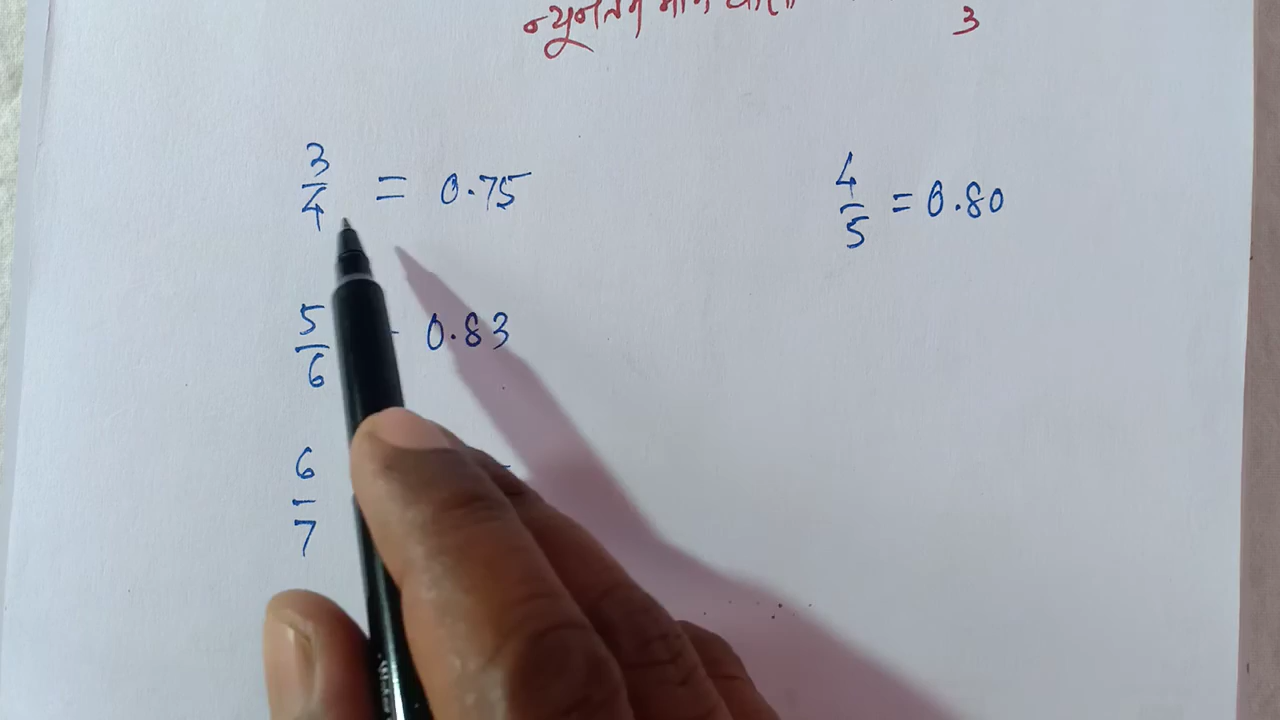 न्यूनतम मान वाला 3
3/4 = 0.75
4/5 = 0.80
5/6 = 0.83
6/7